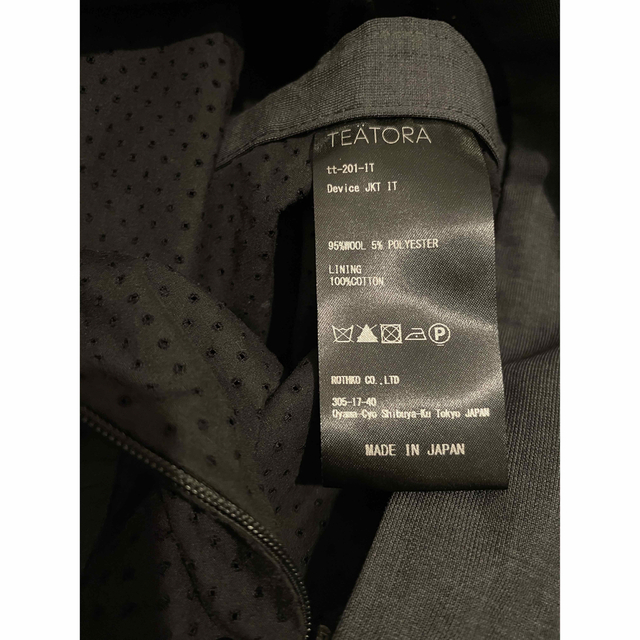 TEÄTORA
tt-201-IT
Device JKT IT
95%WOOL 5% POLYESTER
LINING
100%COTTON
P
ROTHKO CO.,LTD
305-17-40
Oyama-Cyo Shibuya-Ku Tokyo JAPAN
MADE IN JAPAN